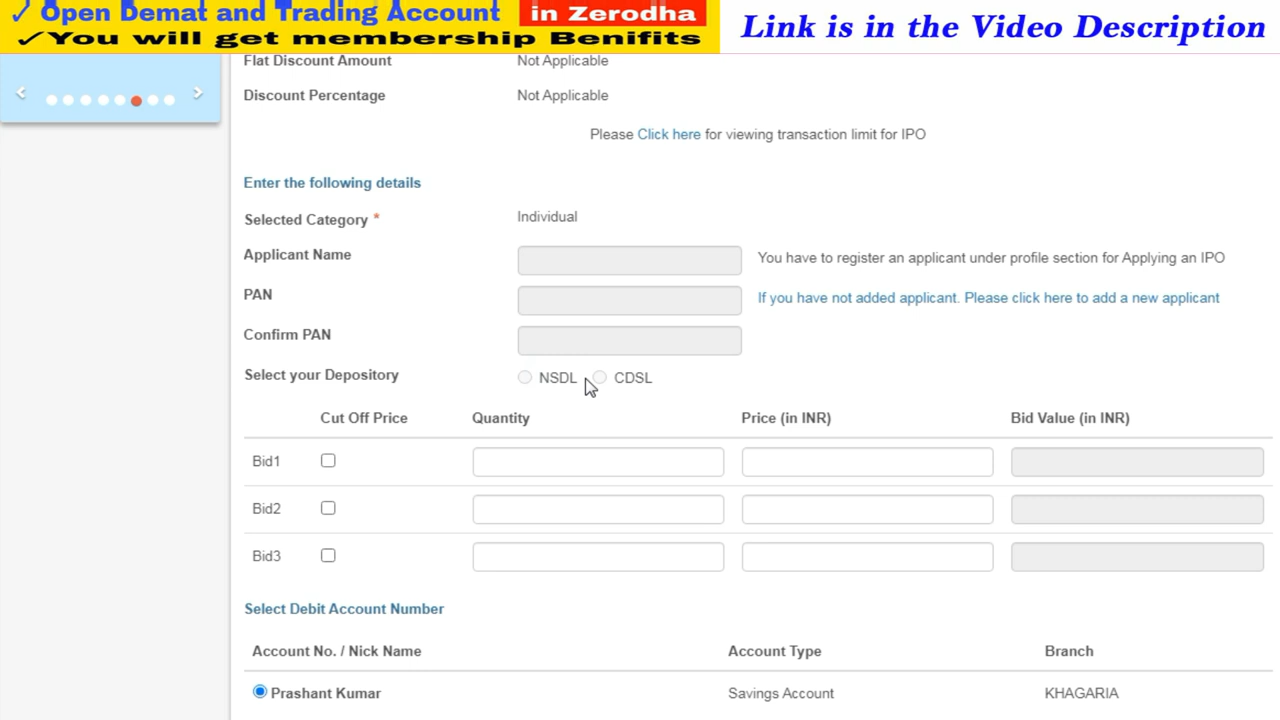 ✓ Open Demat and Trading Account in Zerodha
✓You will get membership Benifits
Link is in the Video Description
Flat Discount Amount Not Applicable
Discount Percentage Not Applicable
Please Click here for viewing transaction limit for IPO
Enter the following details
Selected Category * Individual
Applicant Name You have to register an applicant under profile section for Applying an IPO
PAN If you have not added applicant. Please click here to add a new applicant
Confirm PAN
Select your Depository NSDL CDSL
Cut Off Price Quantity Price (in INR) Bid Value (in INR)
Bid1
Bid2
Bid3
Select Debit Account Number
Account No. / Nick Name Account Type Branch
Prashant Kumar Savings Account KHAGARIA